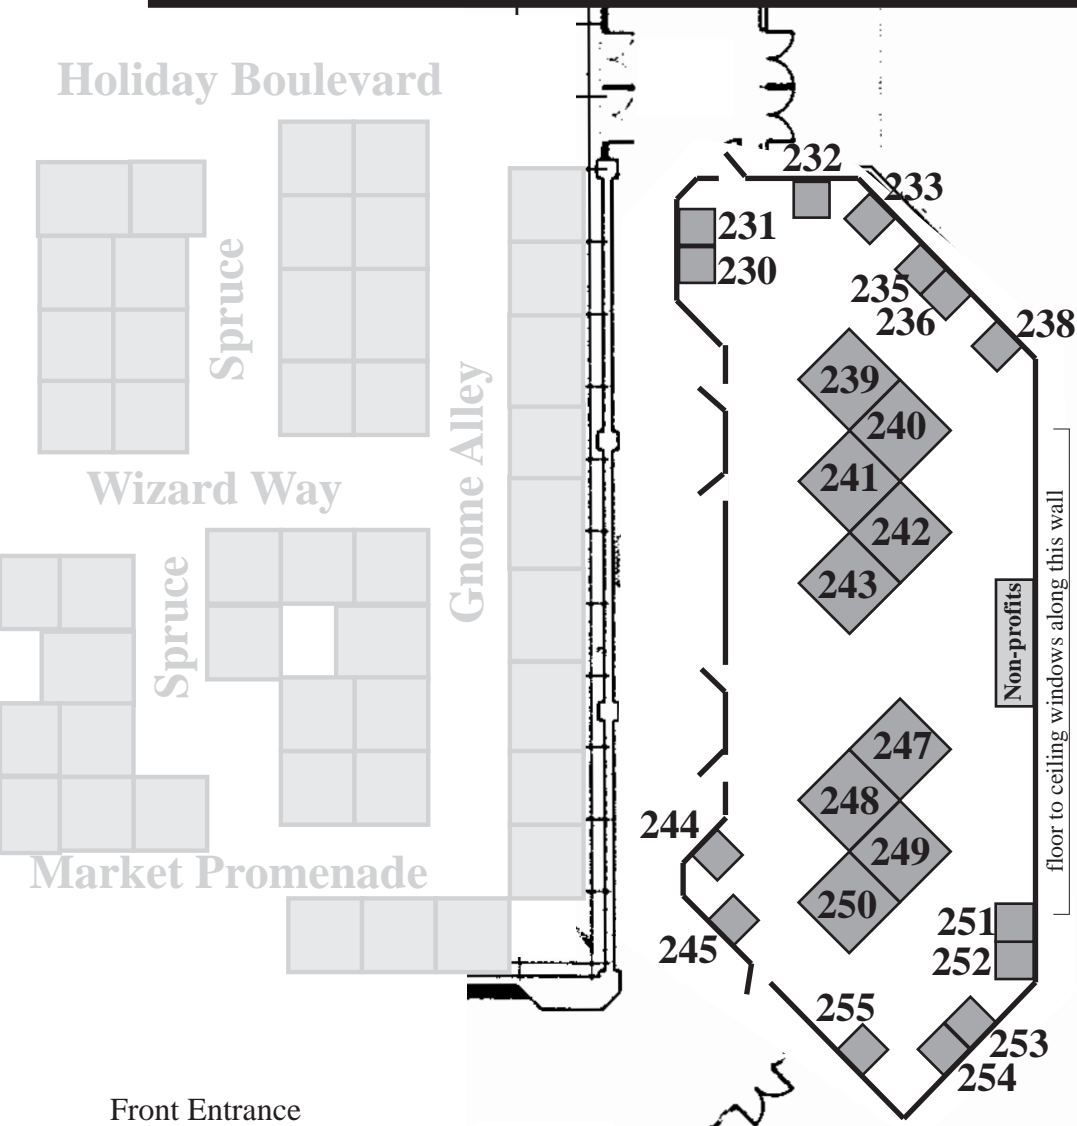 Holiday Boulevard
232
233
231
230
Spruce
235
236
238
239
240
Gnome Alley
241
Wizard Way
242
243
Spruce
Non-profits
floor to ceiling windows along this wall
247
248
244
249
Market Promenade
250
251
245
252
255
253
254
Front Entrance